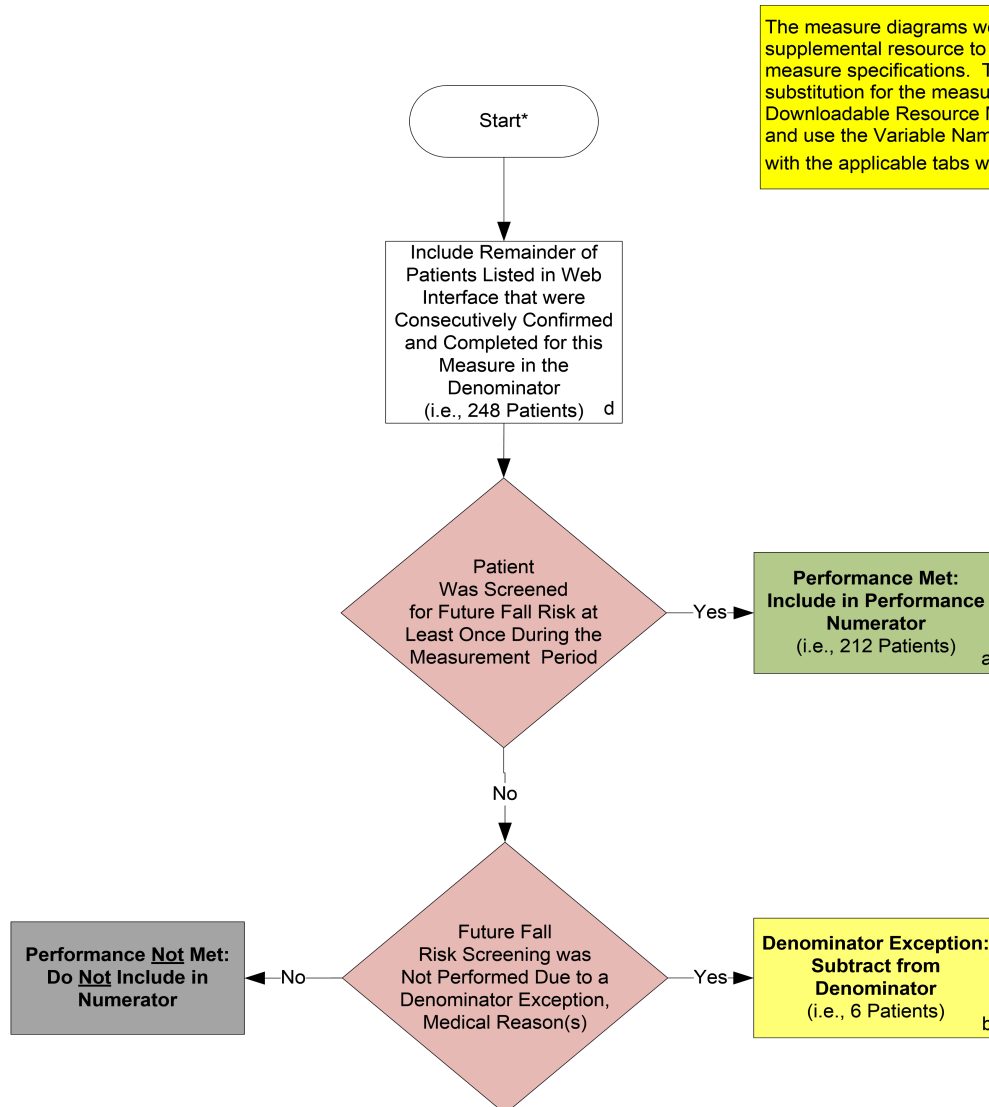 The measure diagrams
supplemental resource to
measure specifications.
substitution for the
Downloadable Resource
and use the Variable
with the applicable tabs
Start*
Include Remainder of
Patients Listed in Web
Interface that were
Consecutively Confirmed
and Completed for this
Measure in the
Denominator
(i.e., 248 Patients) d
Patient
Was Screened
for Future Fall Risk at
Least Once During the
Measurement Period
Yes
Performance Met:
Include in Performance
Numerator
(i.e., 212 Patients)
a
No
Future Fall
Risk Screening was
Not Performed Due to a
Denominator Exception,
Medical Reason(s)
No
Performance Not Met:
Do Not Include in
Numerator
Yes
Denominator Exception:
Subtract from
Denominator
(i.e., 6 Patients)
b